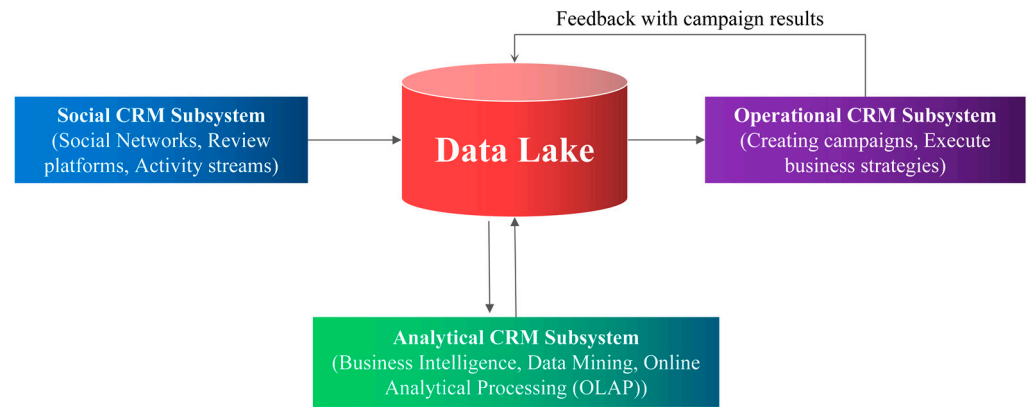 Feedback with campaign results
Social CRM Subsystem
(Social Networks, Review
platforms, Activity streams)
Data Lake
Operational CRM Subsystem
(Creating campaigns, Execute
business strategies)
Analytical CRM Subsystem
(Business Intelligence, Data Mining, Online
Analytical Processing (OLAP))